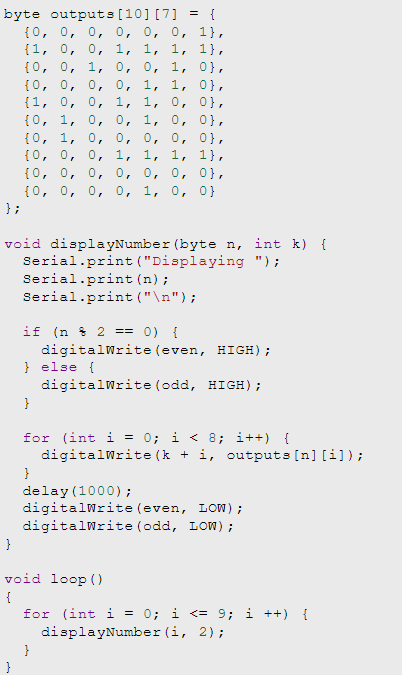 byte outputs[10][7] = {
  {0, 0, 0, 0, 0, 0, 1},
  {1, 0, 0, 1, 1, 1, 1},
  {0, 0, 1, 0, 0, 1, 0},
  {0, 0, 0, 0, 1, 1, 0},
  {1, 0, 0, 1, 1, 0, 0},
  {0, 1, 0, 0, 1, 0, 0},
  {0, 1, 0, 0, 0, 0, 0},
  {0, 0, 0, 1, 1, 1, 1},
  {0, 0, 0, 0, 0, 0, 0},
  {0, 0, 0, 0, 1, 0, 0}
};

void displayNumber(byte n, int k) {
  Serial.print("Displaying ");
  Serial.print(n);
  Serial.print("\n");

  if (n % 2 == 0) {
    digitalWrite(even, HIGH);
  } else {
    digitalWrite(odd, HIGH);
  }

  for (int i = 0; i < 8; i++) {
    digitalWrite(k + i, outputs[n][i]);
  }
  delay(1000);
  digitalWrite(even, LOW);
  digitalWrite(odd, LOW);
}

void loop()
{
  for (int i = 0; i <= 9; i ++) {
    displayNumber(i, 2);
  }
}